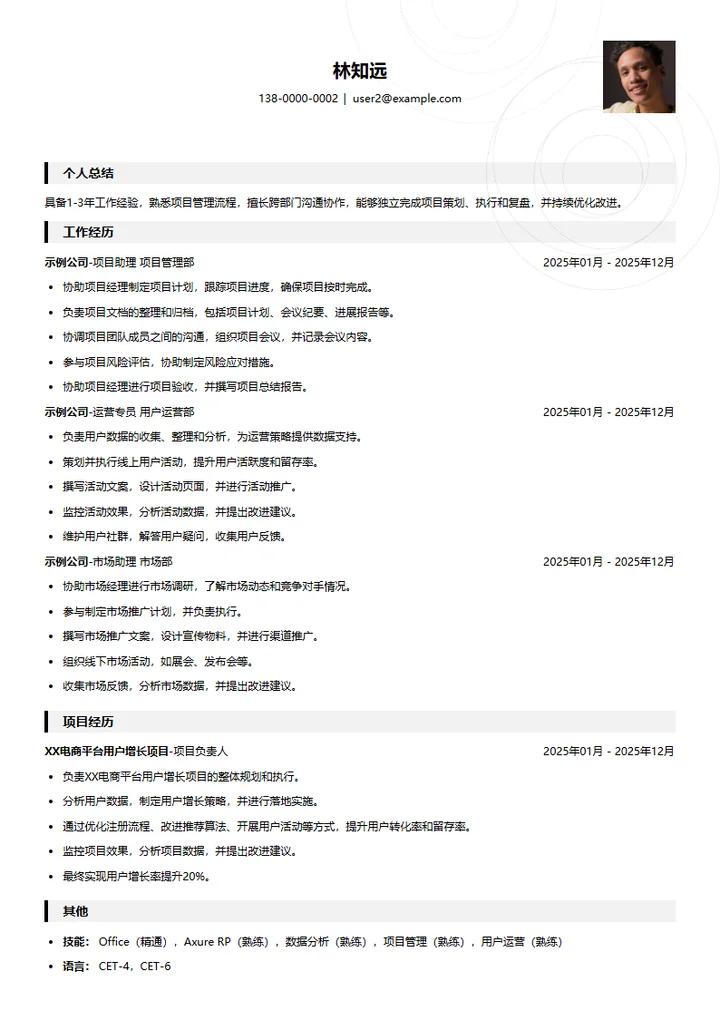 林知远
138-0000-0002 | user2@example.com
个人总结
具备1-3年工作经验，熟悉项目管理流程，擅长跨部门沟通协作，能够独立完成项目策划、执行和复盘，并持续优化改进。
工作经历
示例公司-项目助理 项目管理部 2025年01月 - 2025年12月
• 协助项目经理制定项目计划，跟踪项目进度，确保项目按时完成。
• 负责项目文档的整理和归档，包括项目计划、会议纪要、进展报告等。
• 协调项目团队成员之间的沟通，组织项目会议，并记录会议内容。
• 参与项目风险评估，协助制定风险应对措施。
• 协助项目经理进行项目验收，并撰写项目总结报告。
示例公司-运营专员 用户运营部 2025年01月 - 2025年12月
• 负责用户数据的收集、整理和分析，为运营策略提供数据支持。
• 策划并执行线上用户活动，提升用户活跃度和留存率。
• 撰写活动文案，设计活动页面，并进行活动推广。
• 监控活动效果，分析活动数据，并提出改进建议。
• 维护用户社群，解答用户疑问，收集用户反馈。
示例公司-市场助理 市场部 2025年01月 - 2025年12月
• 协助市场经理进行市场调研，了解市场动态和竞争对手情况。
• 参与制定市场推广计划，并负责执行。
• 撰写市场推广文案，设计宣传物料，并进行渠道推广。
• 组织线下市场活动，如展会、发布会等。
• 收集市场反馈，分析市场数据，并提出改进建议。
项目经历
XX电商平台用户增长项目-项目负责人 2025年01月 - 2025年12月
• 负责XX电商平台用户增长项目的整体规划和执行。
• 分析用户数据，制定用户增长策略，并进行落地实施。
• 通过优化注册流程、改进推荐算法、开展用户活动等方式，提升用户转化率和留存率。
• 监控项目效果，分析项目数据，并提出改进建议。
• 最终实现用户增长率提升20%。
其他
• 技能： Office（精通）, Axure RP（熟练）, 数据分析（熟练）, 项目管理（熟练）, 用户运营（熟练）
• 语言： CET-4，CET-6